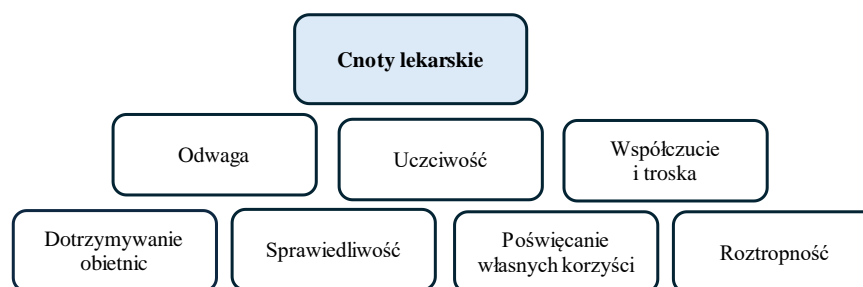 Cnoty lekarskie
Odwaga
Uczciwość
Współczucie
i troska
Dotrzymywanie
obietnic
Sprawiedliwość
Poświęcanie
własnych korzyści
Roztropność